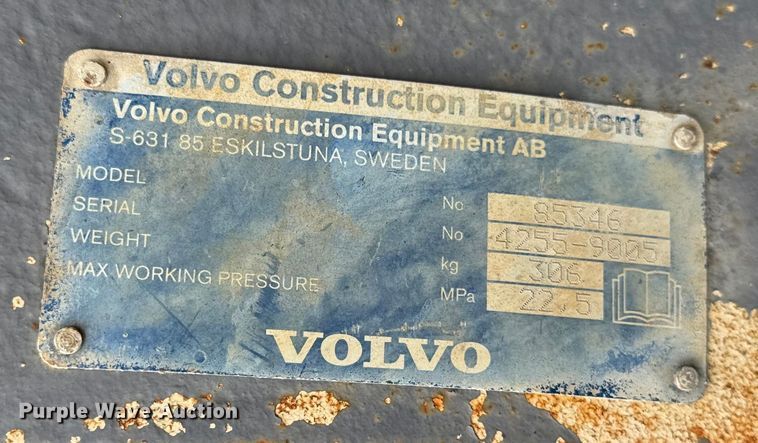 Volvo Construction Equipment
Volvo Construction Equipment AB
S-631 85 ESKILSTUNA, SWEDEN
MODEL No 85346
SERIAL No 4255-9005
WEIGHT kg 306
MAX WORKING PRESSURE MPa 22,5
VOLVO
Purple Wave Auction